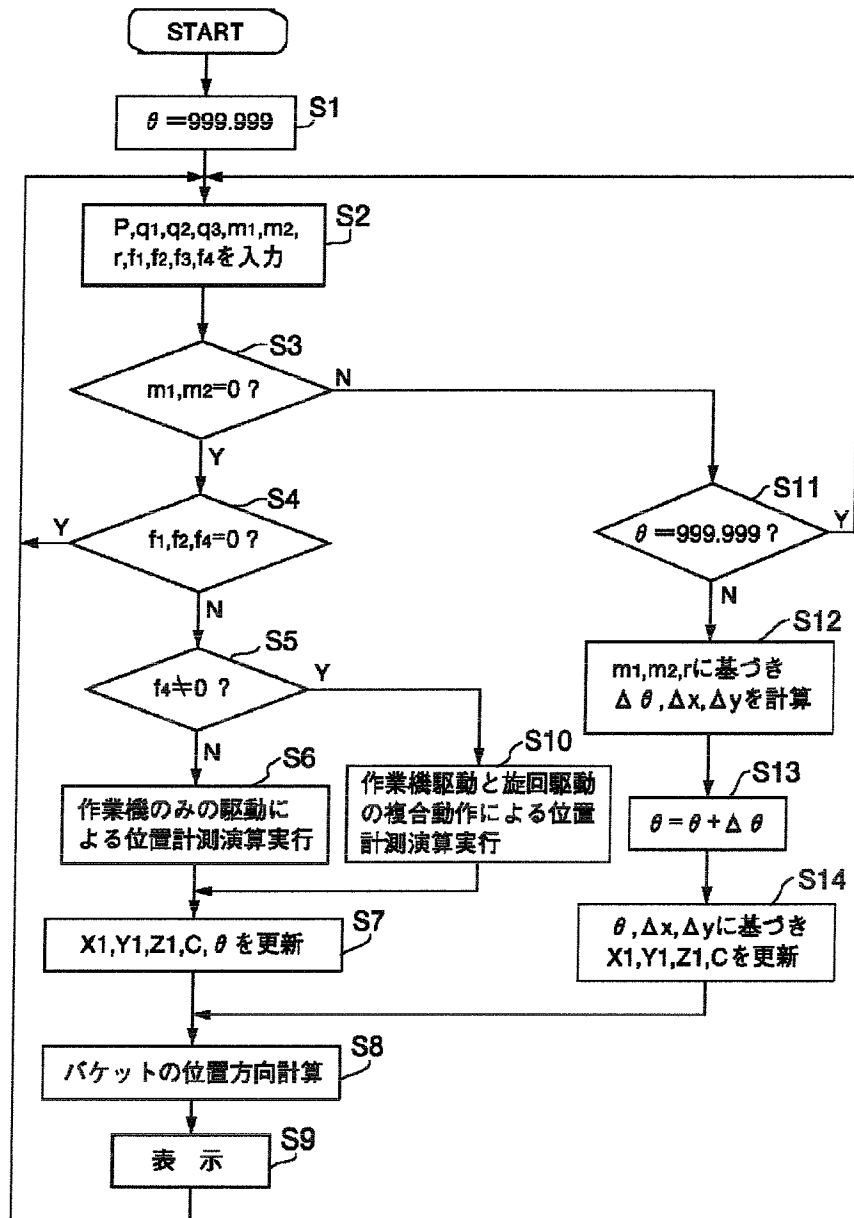 START
S1
θ=999.999
S2
P,q1,q2,q3,m1,m2,
r,f1,f2,f3,f4を入力
S3
m1,m2=0 ?
N
Y
S4
f1,f2,f4=0 ?
Y
N
S5
f4≠0 ?
Y
N
S6
作業機のみの駆動に
よる位置計測演算実行
S10
作業機駆動と旋回駆動
の複合動作による位置
計測演算実行
S7
X1,Y1,Z1,C,θを更新
S11
θ=999.999 ?
Y
N
S12
m1,m2,rに基づき
Δθ,Δx,Δyを計算
S13
θ=θ+Δθ
S14
θ,Δx,Δyに基づき
X1,Y1,Z1,Cを更新
S8
バケットの位置方向計算
S9
表 示